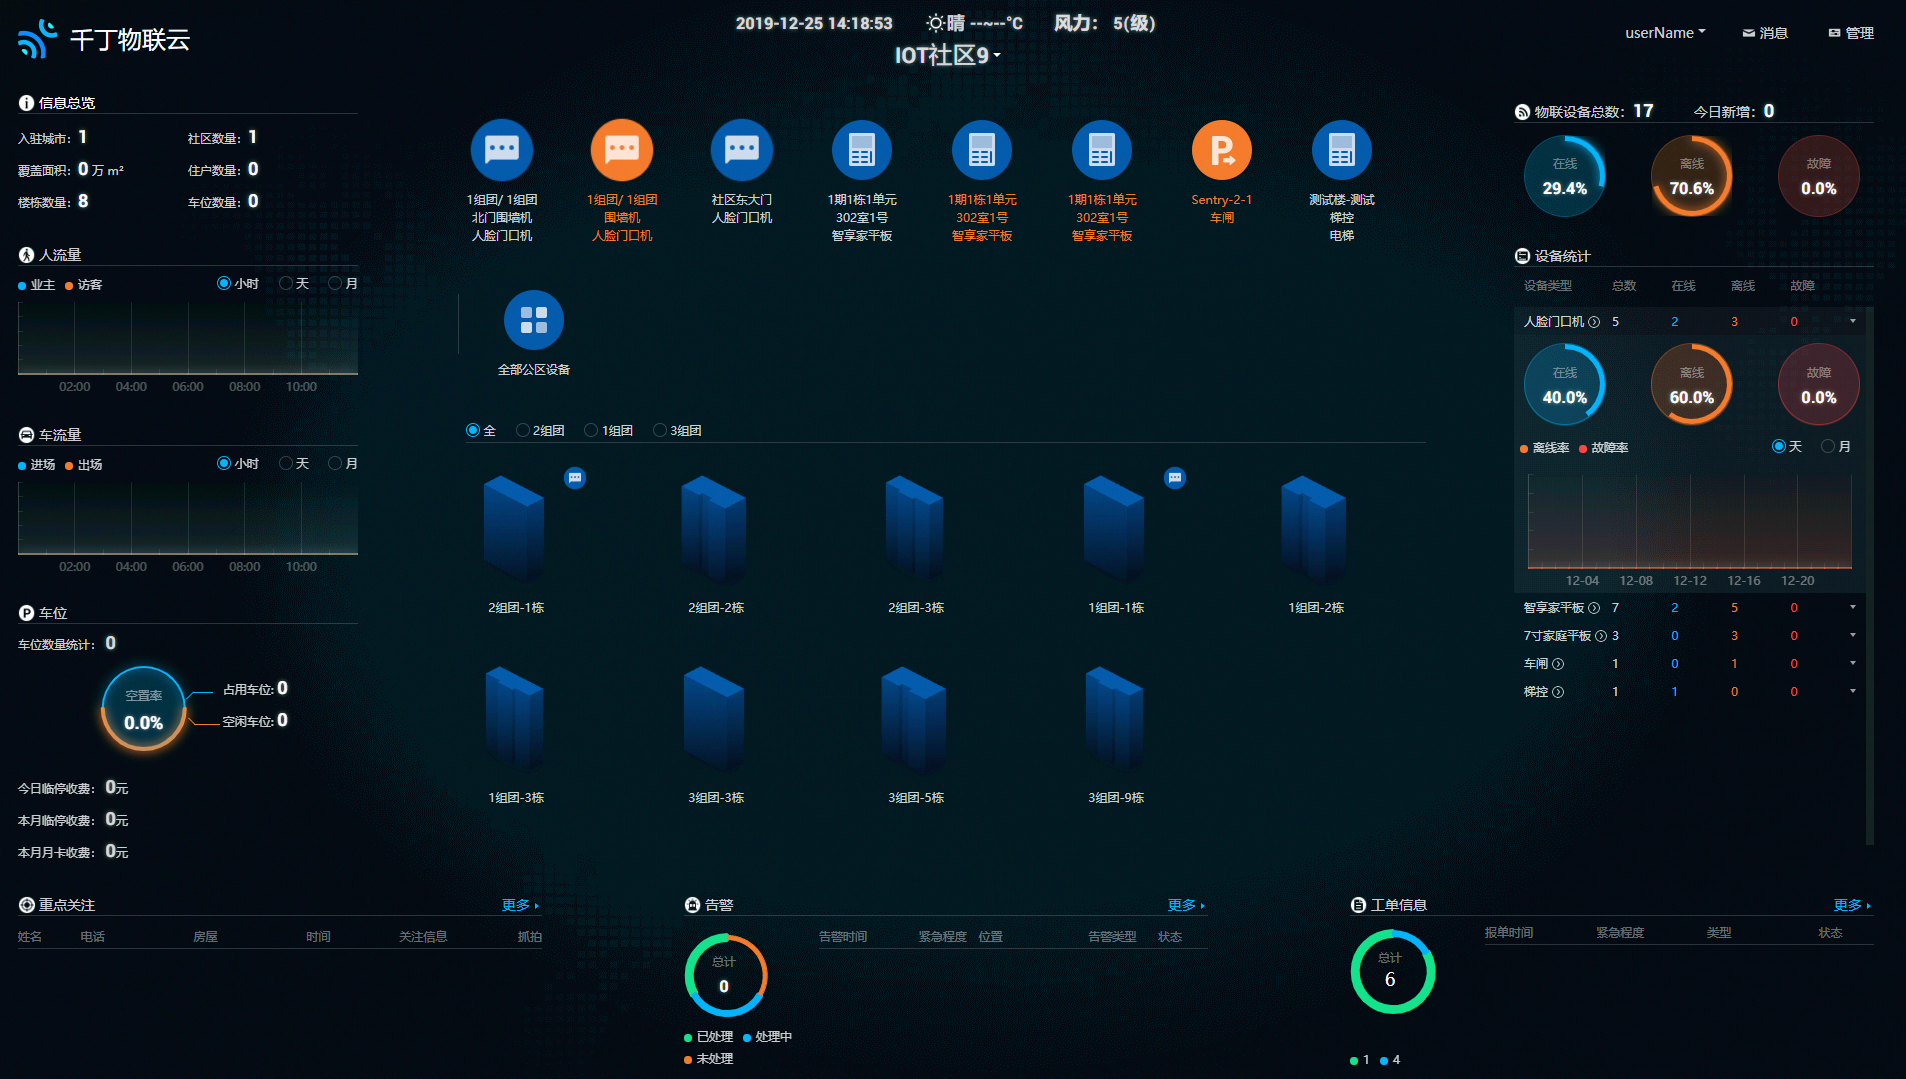 千丁物联云
2019-12-25 14:18:53 晴 --~--°C 风力: 5(级)
IOT社区9
userName 消息 管理
信息总览
入驻城市: 1 社区数量: 1
覆盖面积: 0 万 m² 住户数量: 0
楼栋数量: 8 车位数量: 0
人流量
业主 访客 小时 天 月
02:00 04:00 06:00 08:00 10:00
车流量
进场 出场 小时 天 月
02:00 04:00 06:00 08:00 10:00
P 车位
车位数量统计: 0
空置率
0.0%
占用车位: 0
空闲车位: 0
今日临停收费: 0元
本月临停收费: 0元
本月月卡收费: 0元
1组团/ 1组团
北门围墙机
人脸门口机
1组团/ 1组团
围墙机
人脸门口机
社区东大门
人脸门口机
1期1栋1单元
302室1号
智享家平板
1期1栋1单元
302室1号
智享家平板
1期1栋1单元
302室1号
智享家平板
P
Sentry-2-1
车闸
测试楼-测试
梯控
电梯
全部公区设备
全 2组团 1组团 3组团
2组团-1栋 2组团-2栋 2组团-3栋 1组团-1栋 1组团-2栋
1组团-3栋 3组团-3栋 3组团-5栋 3组团-9栋
物联设备总数: 17 今日新增: 0
在线
29.4%
离线
70.6%
故障
0.0%
设备统计
设备类型 总数 在线 离线 故障
人脸门口机 5 2 3 0
在线
40.0%
离线
60.0%
故障
0.0%
离线率 故障率 天 月
12-04 12-08 12-12 12-16 12-20
智享家平板 7 2 5 0
7寸家庭平板 3 0 3 0
车闸 1 0 1 0
梯控 1 1 0 0
重点关注 更多
姓名 电话 房屋 时间 关注信息 抓拍
告警 更多
总计
0
已处理 处理中
未处理
告警时间 紧急程度 位置 告警类型 状态
工单信息 更多
总计
6
1 4
报单时间 紧急程度 类型 状态